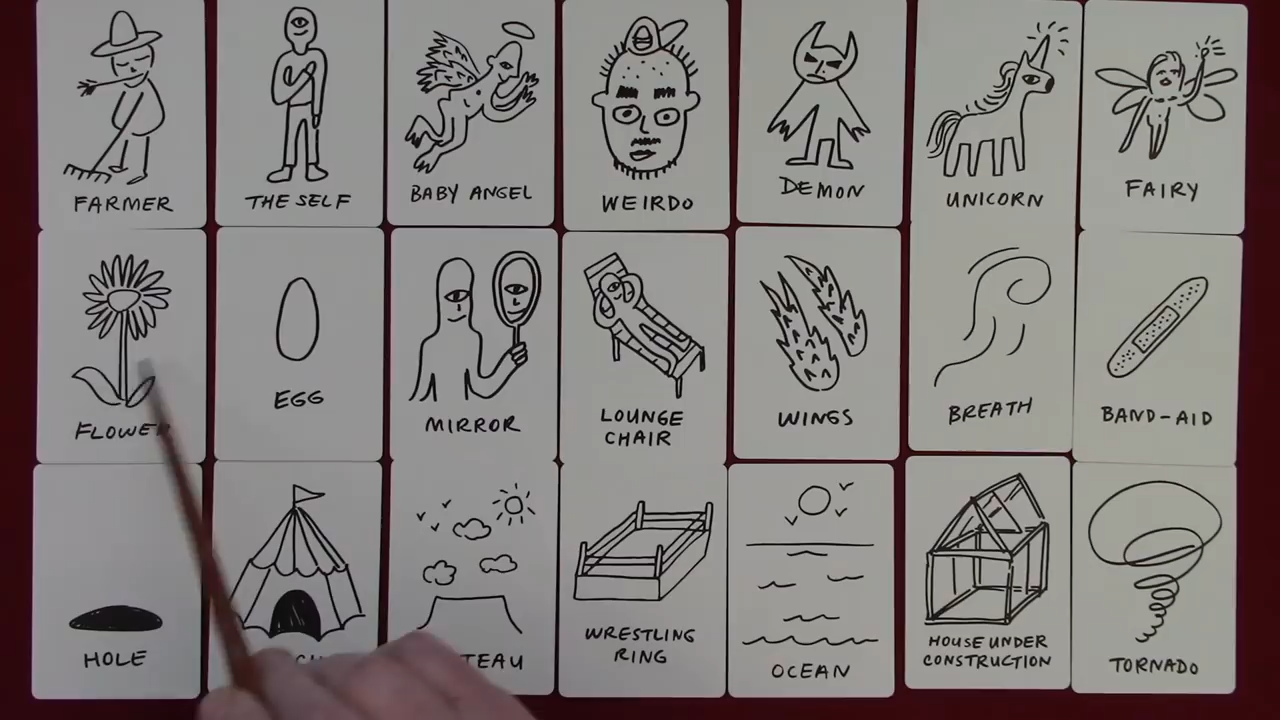 FARMER
THE SELF
BABY ANGEL
WEIRDO
DEMON
UNICORN
FAIRY
FLOWER
EGG
MIRROR
LOUNGE
CHAIR
WINGS
BREATH
BAND-AID
HOLE
WRESTLING
RING
OCEAN
HOUSE UNDER
CONSTRUCTION
TORNADO